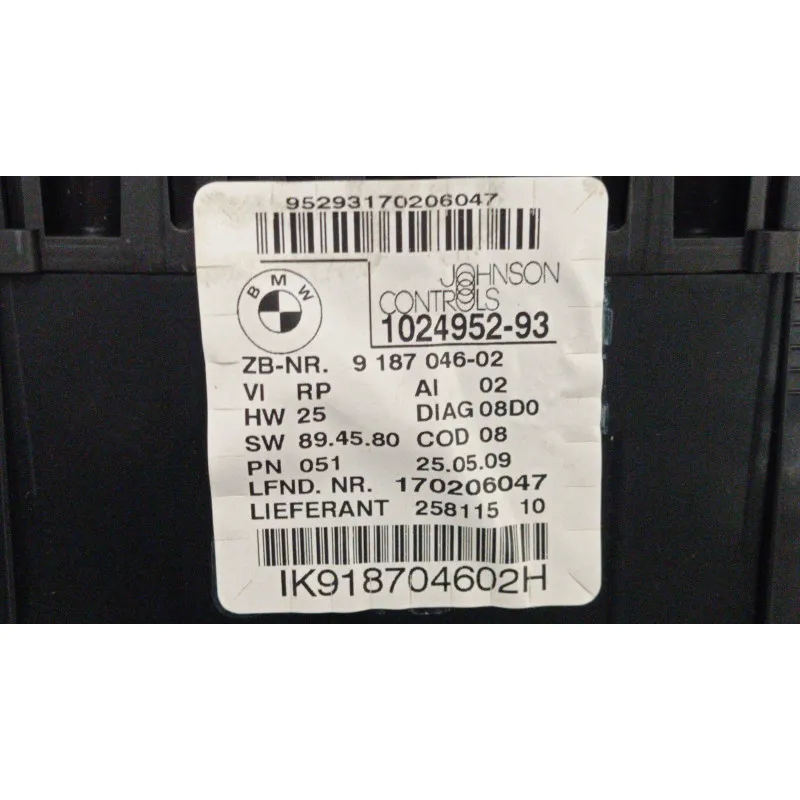 95293170206047
BMW
JOHNSON
CONTROLS
1024952-93
ZB-NR. 9 187 046-02
VI RP AI 02
HW 25 DIAG 08D0
SW 89.45.80 COD 08
PN 051 25.05.09
LFND. NR. 170206047
LIEFERANT 258115 10
IK918704602H